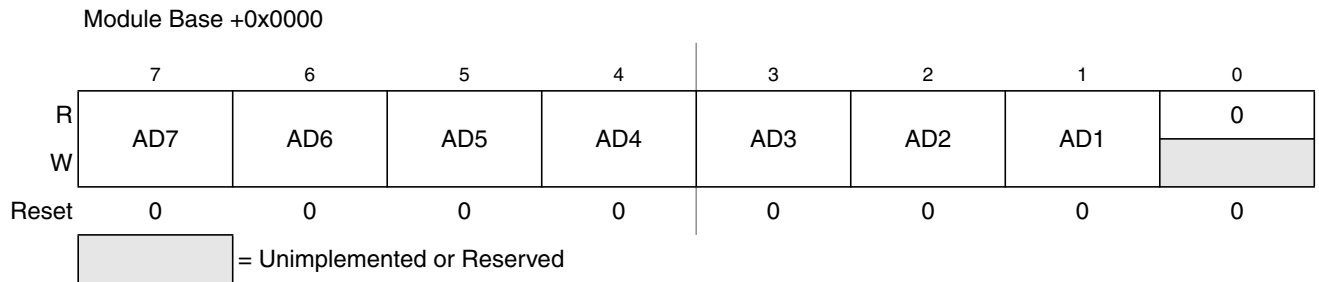 Module Base +0x0000
7 6 5 4 3 2 1 0
R 0
AD7 AD6 AD5 AD4 AD3 AD2 AD1
W
Reset 0 0 0 0 0 0 0 0
= Unimplemented or Reserved